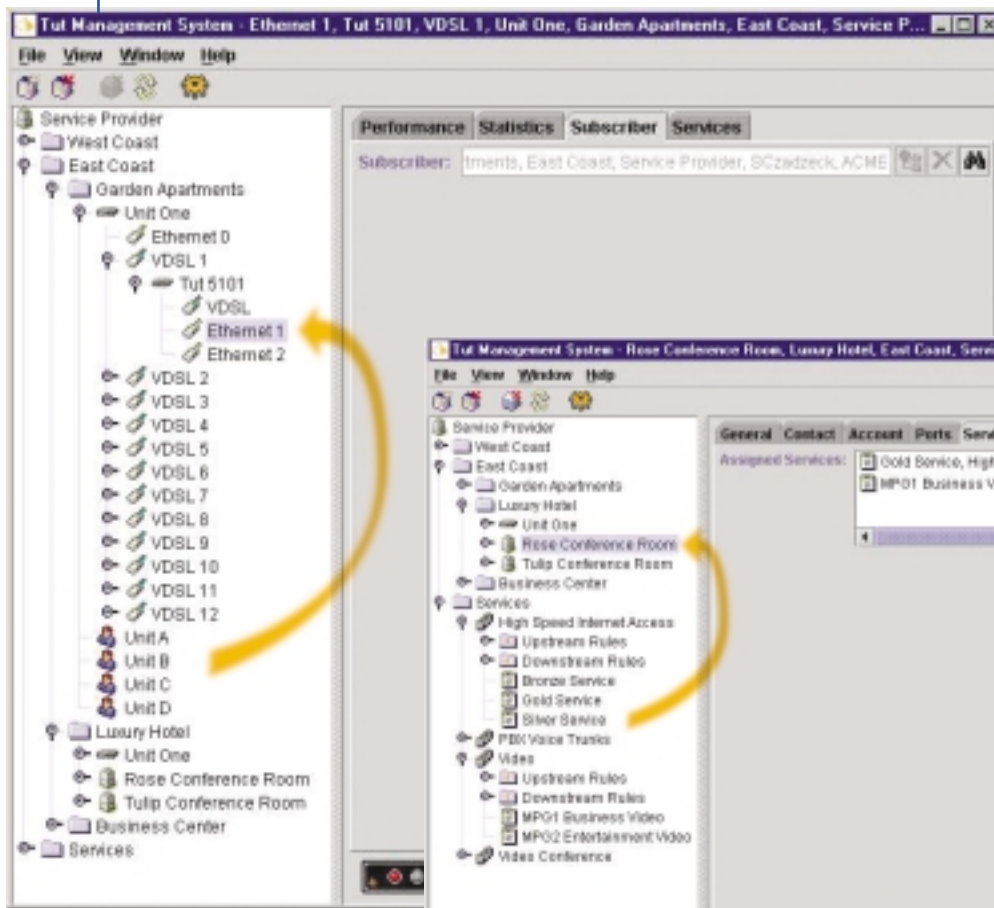 Tut Management System - Ethernet 1, Tut 5101, VDSL 1, Unit One, Garden Apartments, East Coast, Service P...
File View Window Help
Service Provider
West Coast
East Coast
Garden Apartments
Unit One
Ethernet 0
VDSL 1
Tut 5101
VDSL
Ethernet 1
Ethernet 2
VDSL 2
VDSL 3
VDSL 4
VDSL 5
VDSL 6
VDSL 7
VDSL 8
VDSL 9
VDSL 10
VDSL 11
VDSL 12
Unit A
Unit B
Unit C
Unit D
Luxury Hotel
Unit One
Rose Conference Room
Tulip Conference Room
Business Center
Services
Performance Statistics Subscriber Services
Subscriber: tments, East Coast, Service Provider, SCzadzeck, ACME
Tut Management System - Rose Conference Room, Luxury Hotel, East Coast, Servi
File View Window Help
Service Provider
West Coast
East Coast
Garden Apartments
Luxury Hotel
Unit One
Rose Conference Room
Tulip Conference Room
Business Center
Services
High Speed Internet Access
Upstream Rules
Downstream Rules
Bronze Service
Gold Service
Silver Service
PBX Voice Trunks
Video
Upstream Rules
Downstream Rules
MPG1 Business Video
MPG2 Entertainment Video
Video Conference
General Contact Account Ports Servi
Assigned Services: Gold Service, High
MPG1 Business V